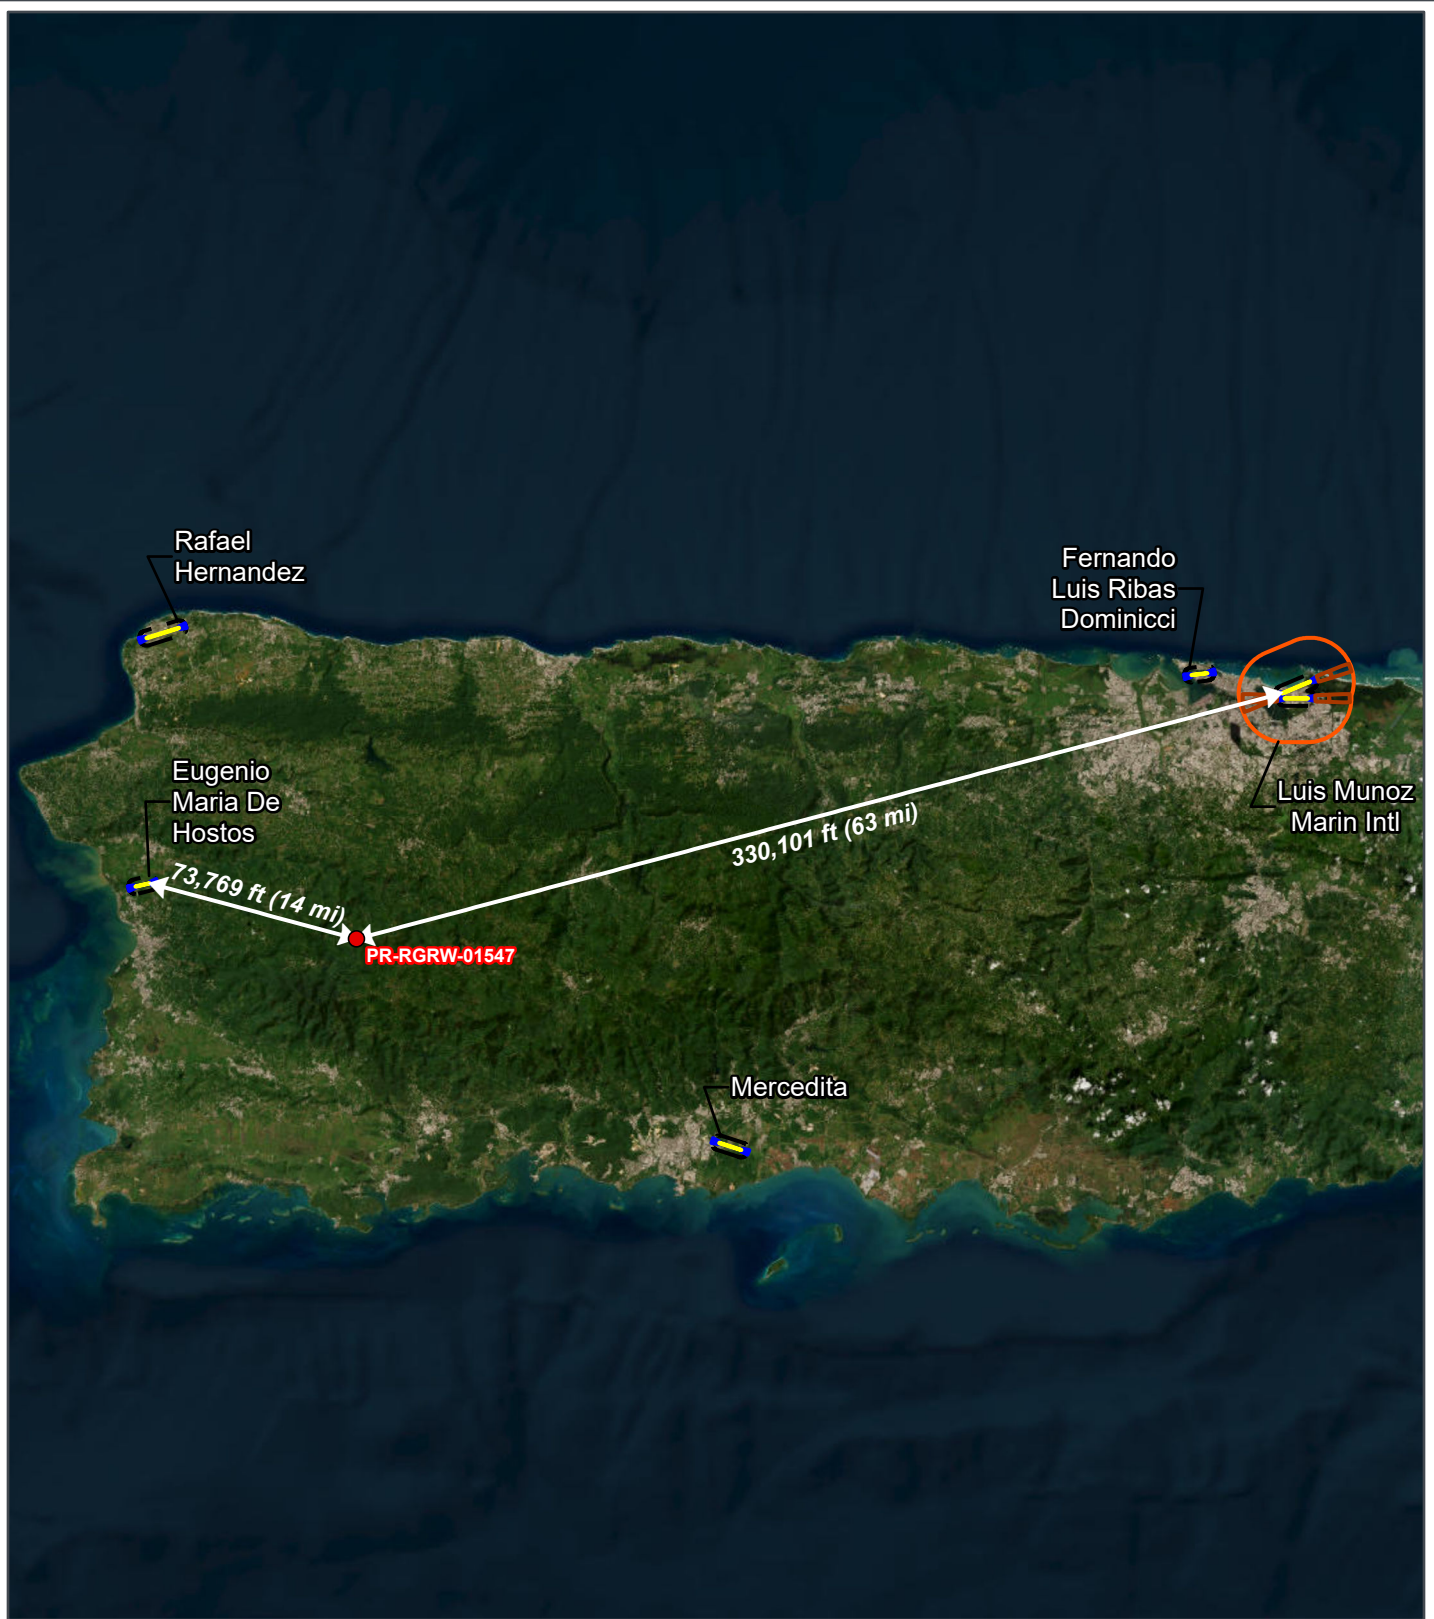 Rafael
Hernandez
Fernando
Luis Ribas
Dominicci
Eugenio
Maria De
Hostos
Luis Munoz
Marin Intl
330,101 ft (63 mi)
73,769 ft (14 mi)
PR-RGRW-01547
Mercedita